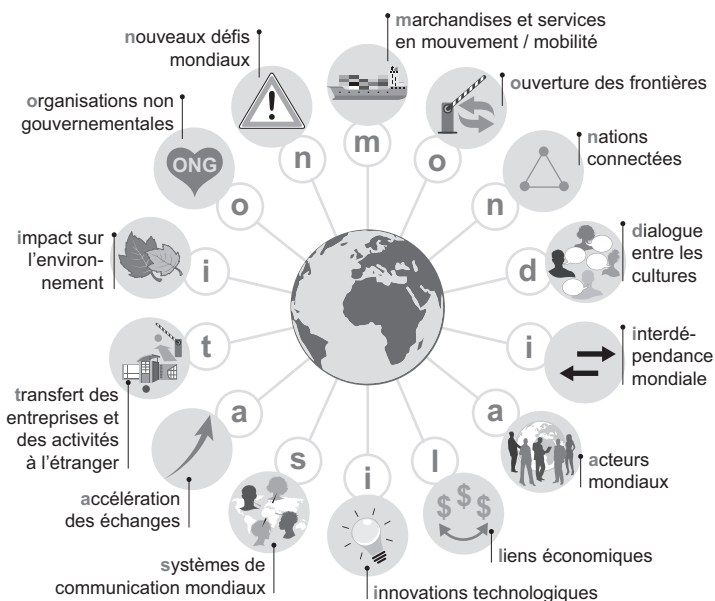 marchandises et services
en mouvement / mobilité
m
ouverture des frontières
o
nations
connectées
n
dialogue
entre les
cultures
d
interdé-
pendance
mondiale
i
acteurs
mondiaux
a
$ $ $
liens économiques
l
innovations technologiques
i
systèmes de
communication mondiaux
s
accélération
des échanges
a
transfert des
entreprises et
des activités
à l'étranger
t
impact sur
l'environ-
nement
i
organisations non
gouvernementales
ONG
o
nouveaux défis
mondiaux
!
n